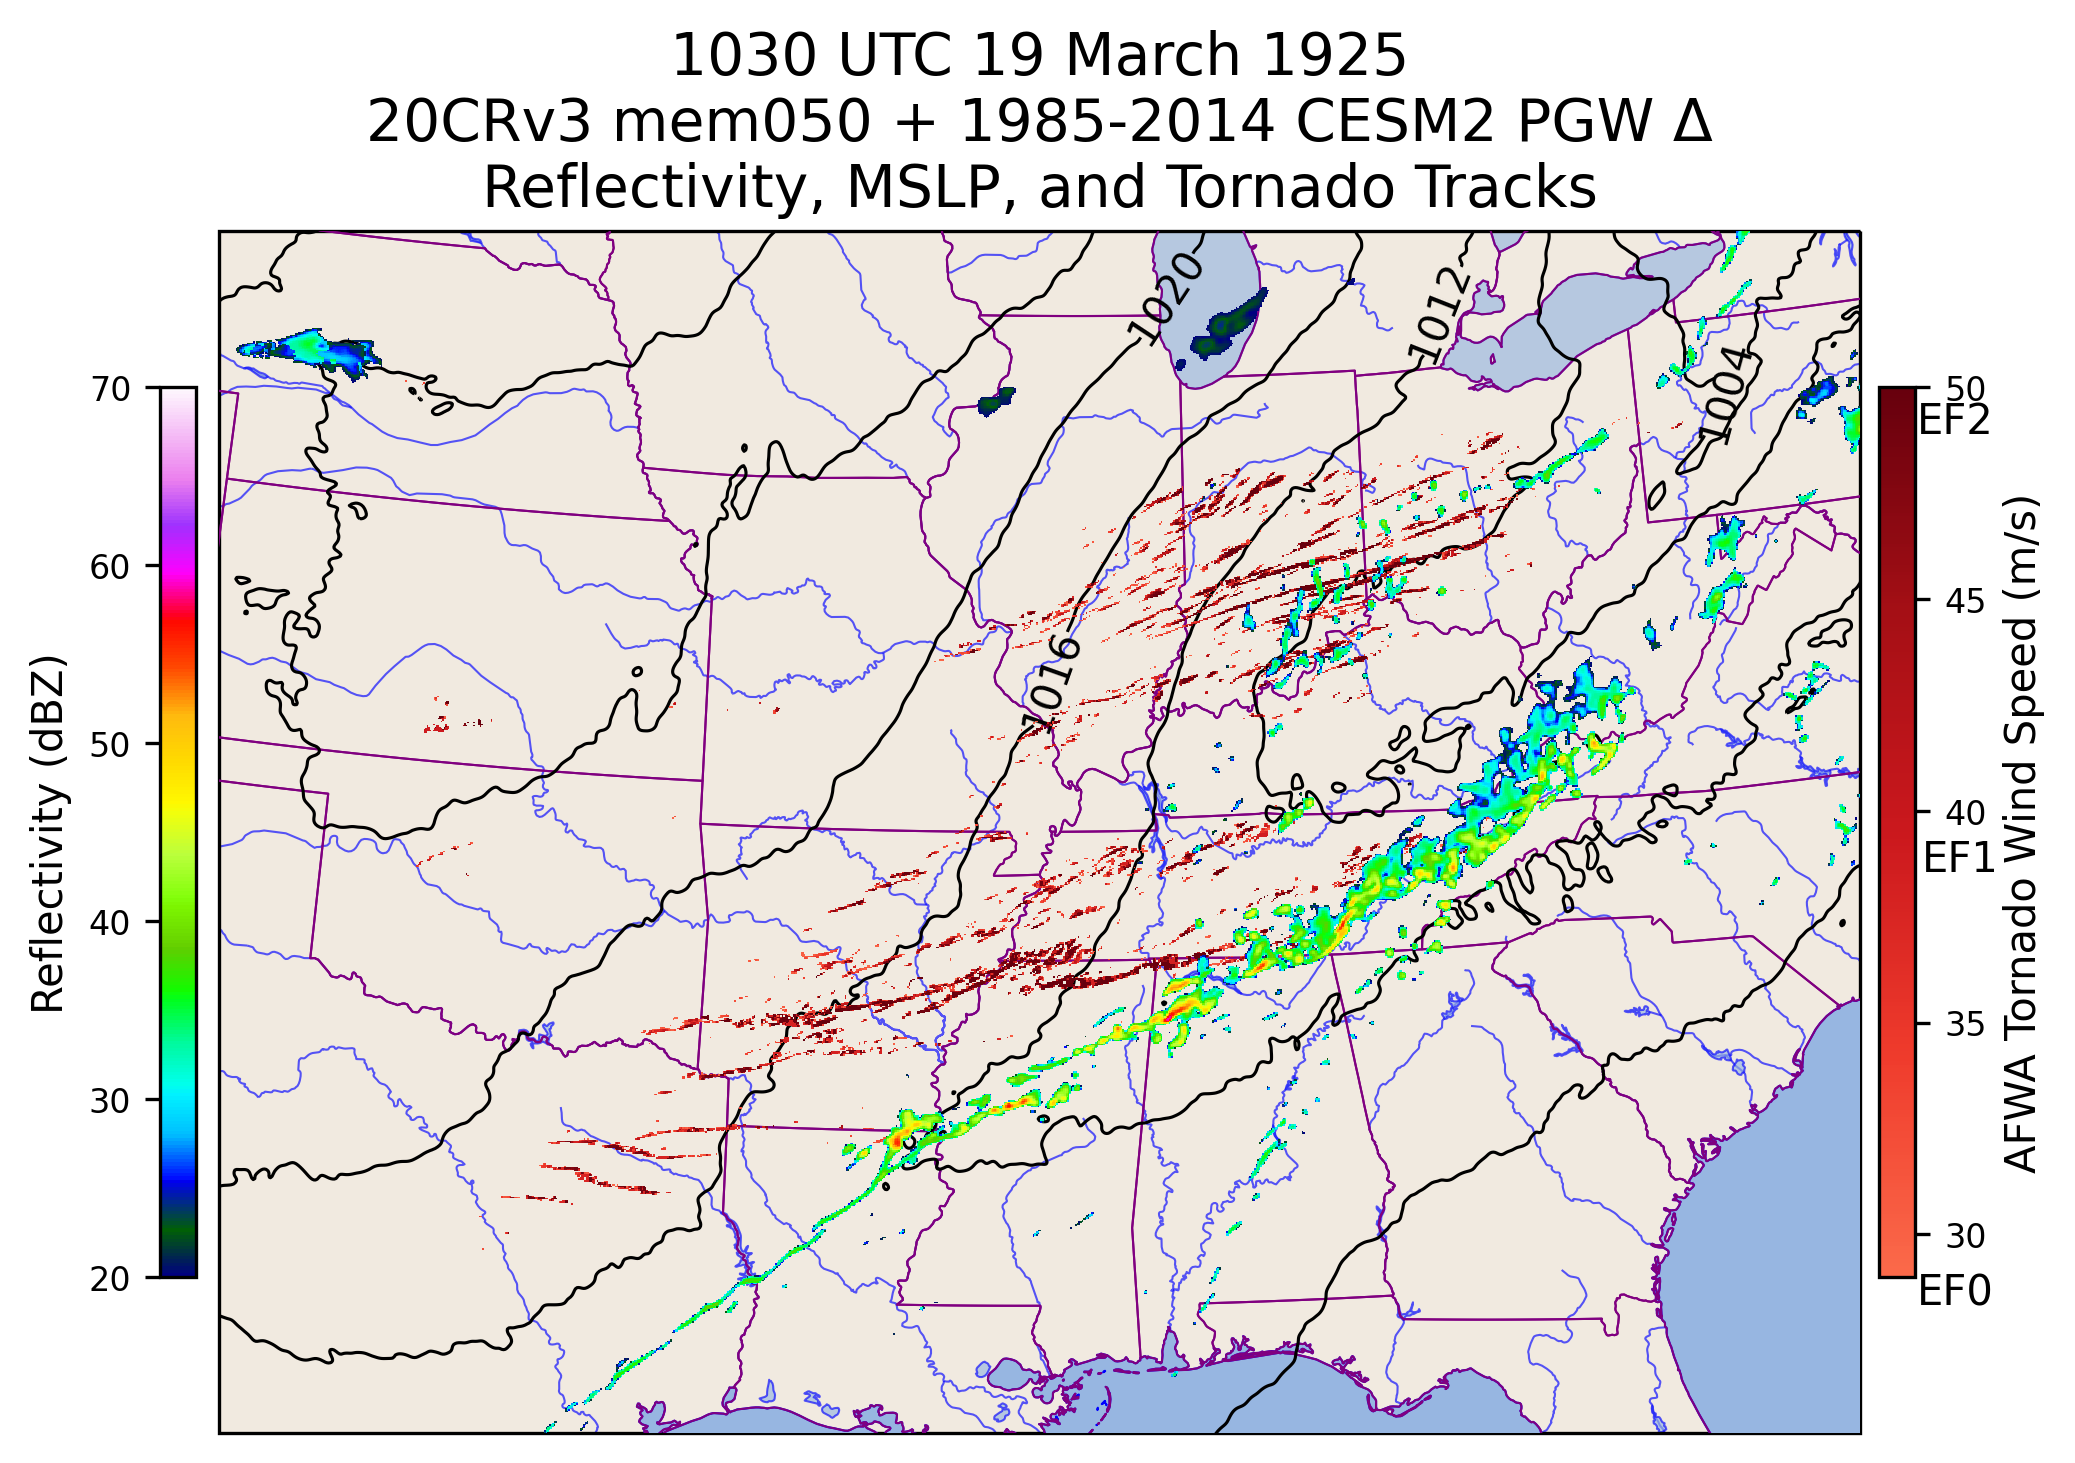 1030 UTC 19 March 1925
20CRv3 mem050 + 1985-2014 CESM2 PGW Δ
Reflectivity, MSLP, and Tornado Tracks
Reflectivity (dBZ)
70
60
50
40
30
20
1020
1012
1004
1016
50
EF2
45
40
EF1
35
30
EF0
AFWA Tornado Wind Speed (m/s)